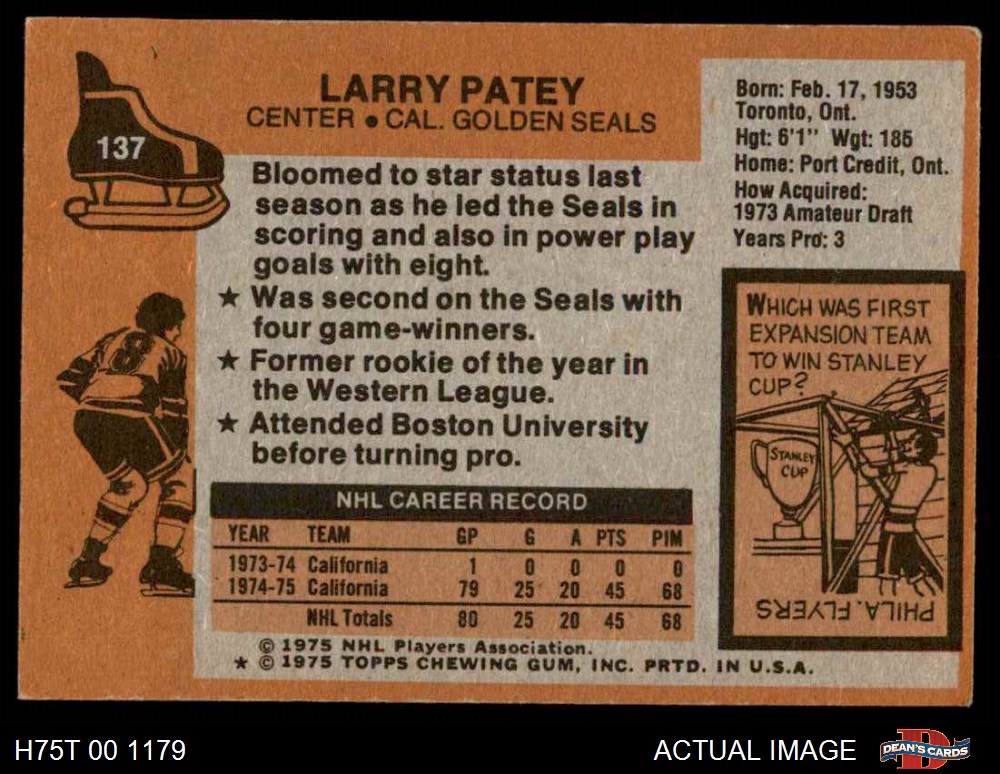 137
LARRY PATEY
CENTER ● CAL. GOLDEN SEALS
Bloomed to star status last
season as he led the Seals in
scoring and also in power play
goals with eight.
★ Was second on the Seals with
four game-winners.
★ Former rookie of the year in
the Western League.
★ Attended Boston University
before turning pro.
Born: Feb. 17, 1953
Toronto, Ont.
Hgt: 6'1" Wgt: 185
Home: Port Credit, Ont.
How Acquired:
1973 Amateur Draft
Years Pro: 3
WHICH WAS FIRST
EXPANSION TEAM
TO WIN STANLEY
CUP?
STANLEY
CUP
PHILA. FLYERS
NHL CAREER RECORD
YEAR TEAM GP G A PTS PIM
1973-74 California 1 0 0 0 0
1974-75 California 79 25 20 45 68
NHL Totals 80 25 20 45 68
© 1975 NHL Players Association.
★ © 1975 TOPPS CHEWING GUM, INC. PRTD. IN U.S.A.
H75T 00 1179
ACTUAL IMAGE
DEAN'S CARDS